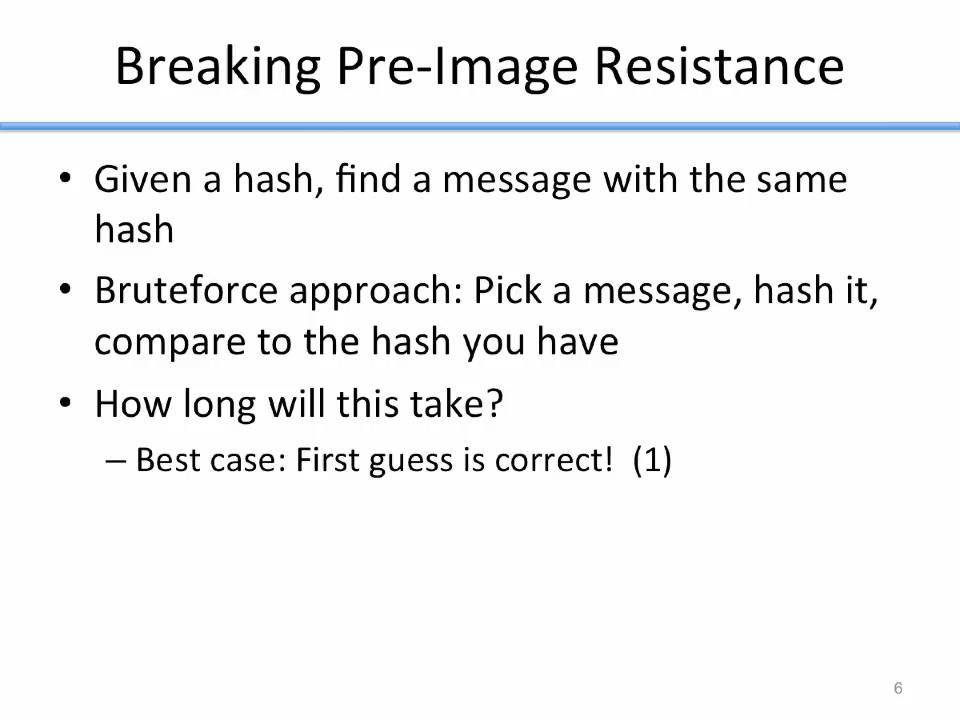 Breaking Pre-Image Resistance
• Given a hash, find a message with the same
hash
• Bruteforce approach: Pick a message, hash it,
compare to the hash you have
• How long will this take?
– Best case: First guess is correct! (1)
6